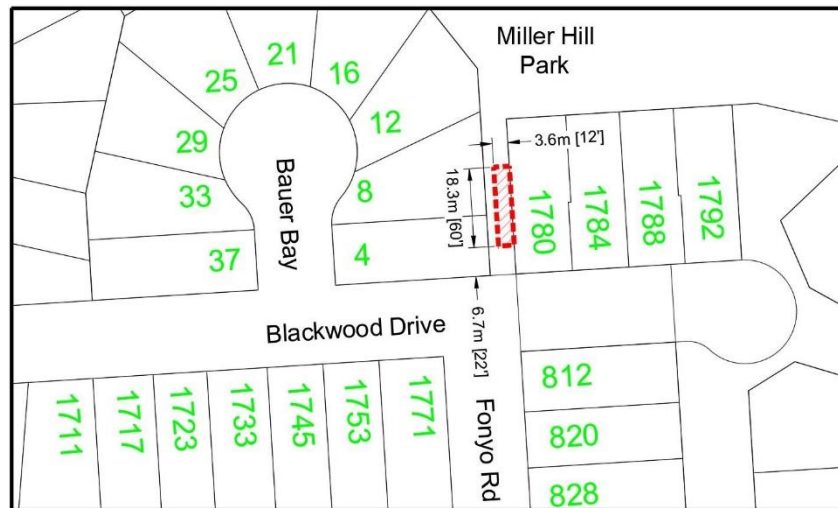 Miller Hill
Park
21
25
16
12
29
3.6m [12']
18.3m [60']
Bauer Bay
33
8
1780
1784
1788
1792
37
4
Blackwood Drive
6.7m [22']
812
1711
1717
1723
1733
1745
1753
1771
Fonyo Rd
820
828